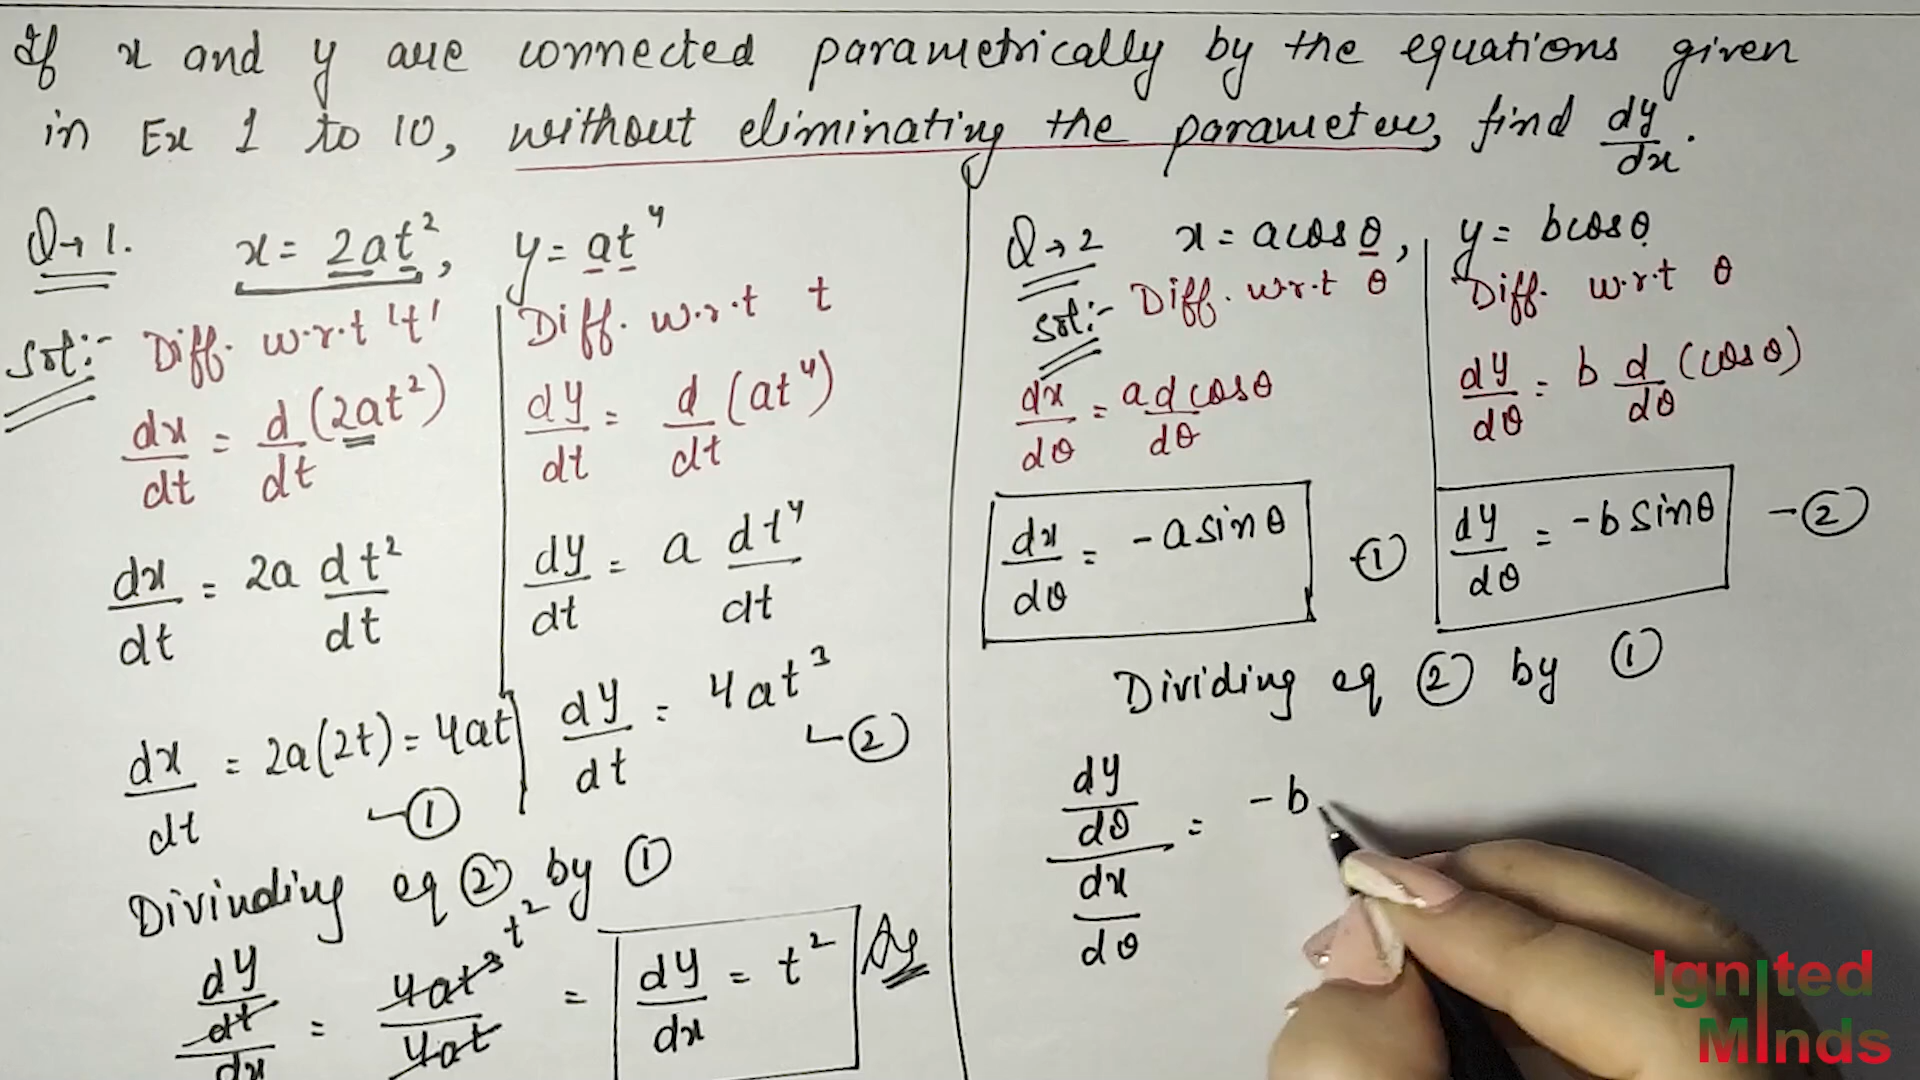 If x and y are connected parametrically by the equations given
in Ex 1 to 10, without eliminating the parameter, find dy/dx.
Q→1. x = 2at², y = at⁴
Sol:- Diff. w.r.t 't'
dx/dt = d/dt (2at²)
dx/dt = 2a dt²/dt
dx/dt = 2a(2t) = 4at
①
Diff. w.r.t t
dy/dt = d/dt (at⁴)
dy/dt = a dt⁴/dt
dy/dt = 4at³
②
Divinding eq ② by ①
dy/dt / dx = 4at³/4at t² = dy/dx = t²
Q→2 x = a cos θ, y = b cos θ
Sol:- Diff. w.r.t θ
dx/dθ = a d cos θ/dθ
dx/dθ = -a sin θ -①
Diff. w.r.t θ
dy/dθ = b d/dθ (cos θ)
dy/dθ = -b sin θ -②
Dividing eq ② by ①
dy/dθ / dx/dθ = -b
Ignited
Minds